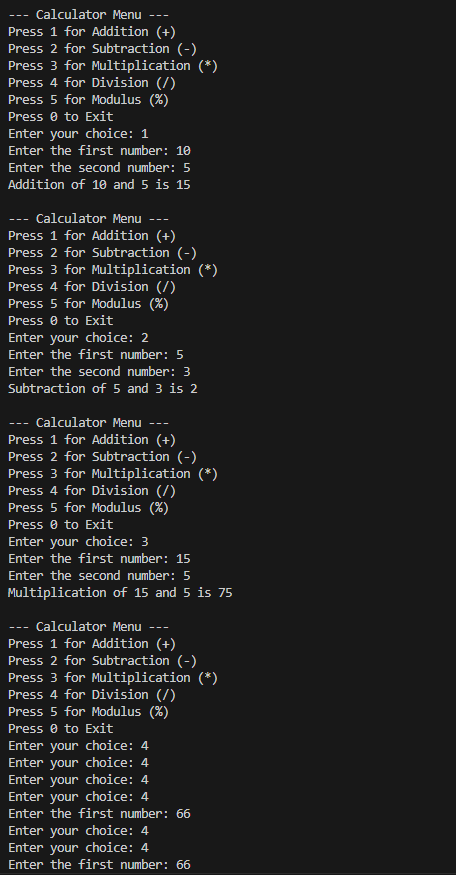 --- Calculator Menu ---
Press 1 for Addition (+)
Press 2 for Subtraction (-)
Press 3 for Multiplication (*)
Press 4 for Division (/)
Press 5 for Modulus (%)
Press 0 to Exit
Enter your choice: 1
Enter the first number: 10
Enter the second number: 5
Addition of 10 and 5 is 15
--- Calculator Menu ---
Press 1 for Addition (+)
Press 2 for Subtraction (-)
Press 3 for Multiplication (*)
Press 4 for Division (/)
Press 5 for Modulus (%)
Press 0 to Exit
Enter your choice: 2
Enter the first number: 5
Enter the second number: 3
Subtraction of 5 and 3 is 2
--- Calculator Menu ---
Press 1 for Addition (+)
Press 2 for Subtraction (-)
Press 3 for Multiplication (*)
Press 4 for Division (/)
Press 5 for Modulus (%)
Press 0 to Exit
Enter your choice: 3
Enter the first number: 15
Enter the second number: 5
Multiplication of 15 and 5 is 75
--- Calculator Menu ---
Press 1 for Addition (+)
Press 2 for Subtraction (-)
Press 3 for Multiplication (*)
Press 4 for Division (/)
Press 5 for Modulus (%)
Press 0 to Exit
Enter your choice: 4
Enter your choice: 4
Enter your choice: 4
Enter your choice: 4
Enter the first number: 66
Enter your choice: 4
Enter your choice: 4
Enter the first number: 66